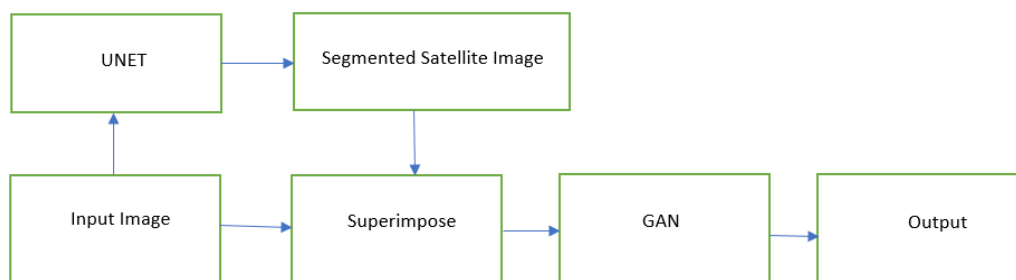 UNET
Segmented Satellite Image
Input Image
Superimpose
GAN
Output